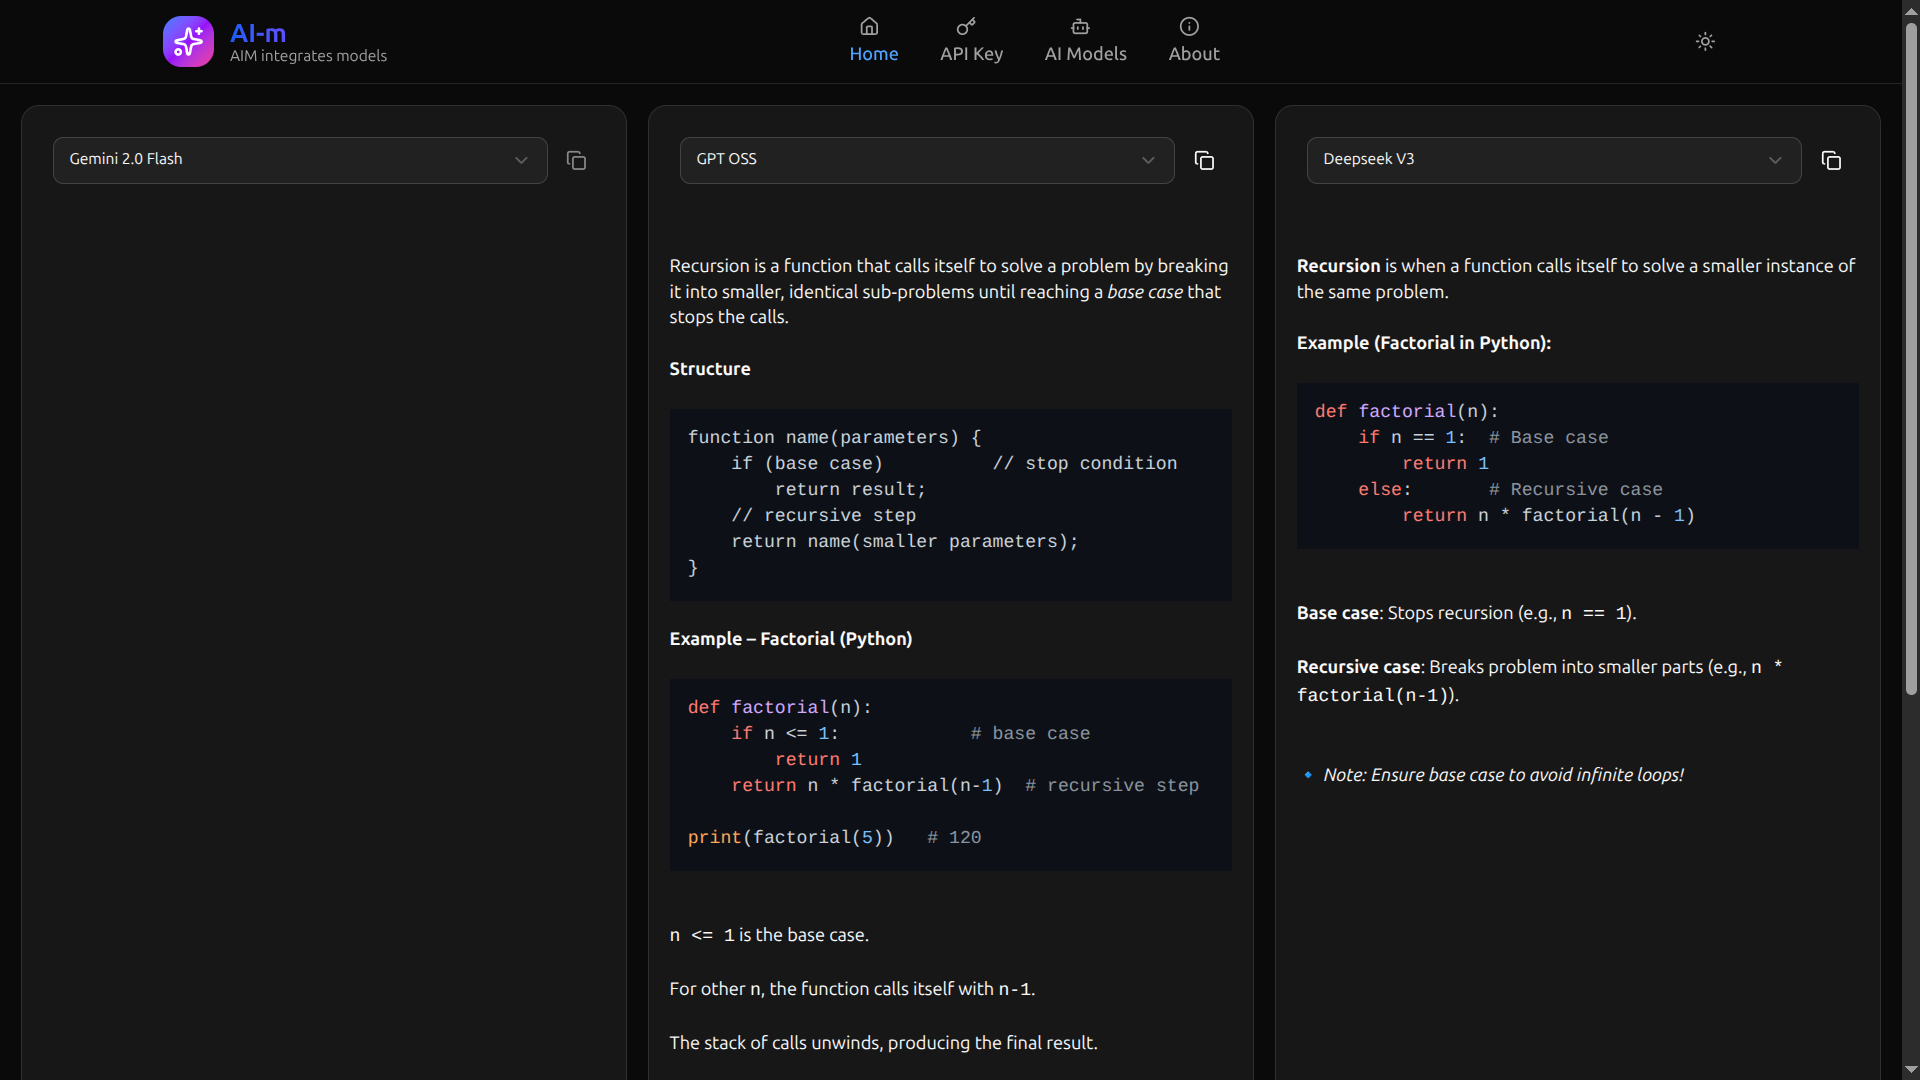 AI-m
AIM integrates models
Home
API Key
AI Models
About
Gemini 2.0 Flash
GPT OSS
Recursion is a function that calls itself to solve a problem by breaking
it into smaller, identical sub-problems until reaching a base case that
stops the calls.
Structure
function name(parameters) {
    if (base case)          // stop condition
        return result;
    // recursive step
    return name(smaller parameters);
}
Example – Factorial (Python)
def factorial(n):
    if n <= 1:            # base case
        return 1
    return n * factorial(n-1)  # recursive step
print(factorial(5))   # 120
n <= 1 is the base case.
For other n, the function calls itself with n-1.
The stack of calls unwinds, producing the final result.
Deepseek V3
Recursion is when a function calls itself to solve a smaller instance of
the same problem.
Example (Factorial in Python):
def factorial(n):
    if n == 1:  # Base case
        return 1
    else:       # Recursive case
        return n * factorial(n - 1)
Base case: Stops recursion (e.g., n == 1).
Recursive case: Breaks problem into smaller parts (e.g., n *
factorial(n-1)).
🔹 Note: Ensure base case to avoid infinite loops!